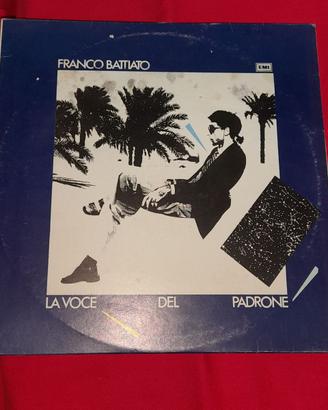 FRANCO BATTIATO
EMI
LA VOCE DEL PADRONE